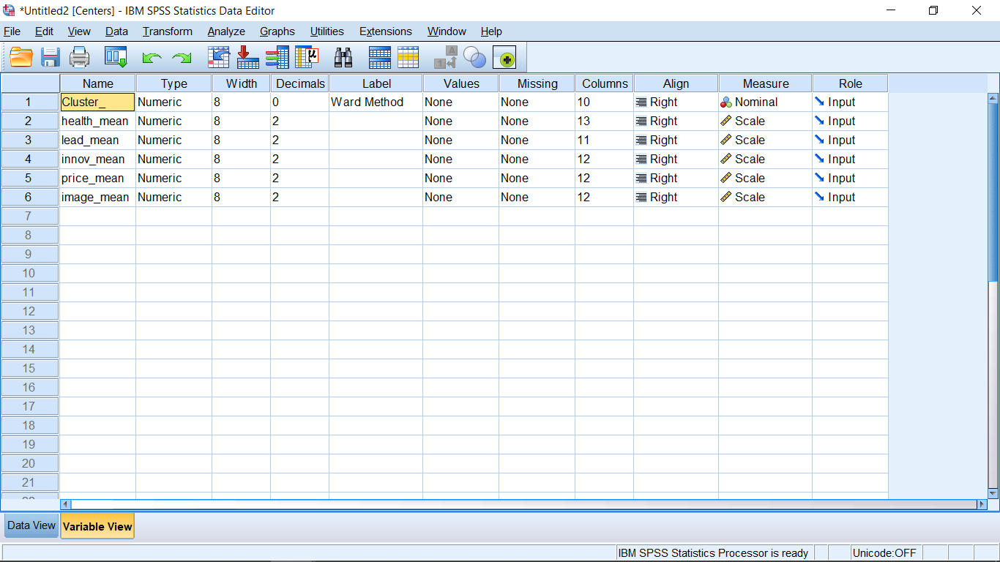 *Untitled2 [Centers] - IBM SPSS Statistics Data Editor
File Edit View Data Transform Analyze Graphs Utilities Extensions Window Help
Name Type Width Decimals Label Values Missing Columns Align Measure Role
1 Cluster_ Numeric 8 0 Ward Method None None 10 Right Nominal Input
2 health_mean Numeric 8 2 None None 13 Right Scale Input
3 lead_mean Numeric 8 2 None None 11 Right Scale Input
4 innov_mean Numeric 8 2 None None 12 Right Scale Input
5 price_mean Numeric 8 2 None None 12 Right Scale Input
6 image_mean Numeric 8 2 None None 12 Right Scale Input
7
8
9
10
11
12
13
14
15
16
17
18
19
20
21
Data View Variable View
IBM SPSS Statistics Processor is ready Unicode:OFF